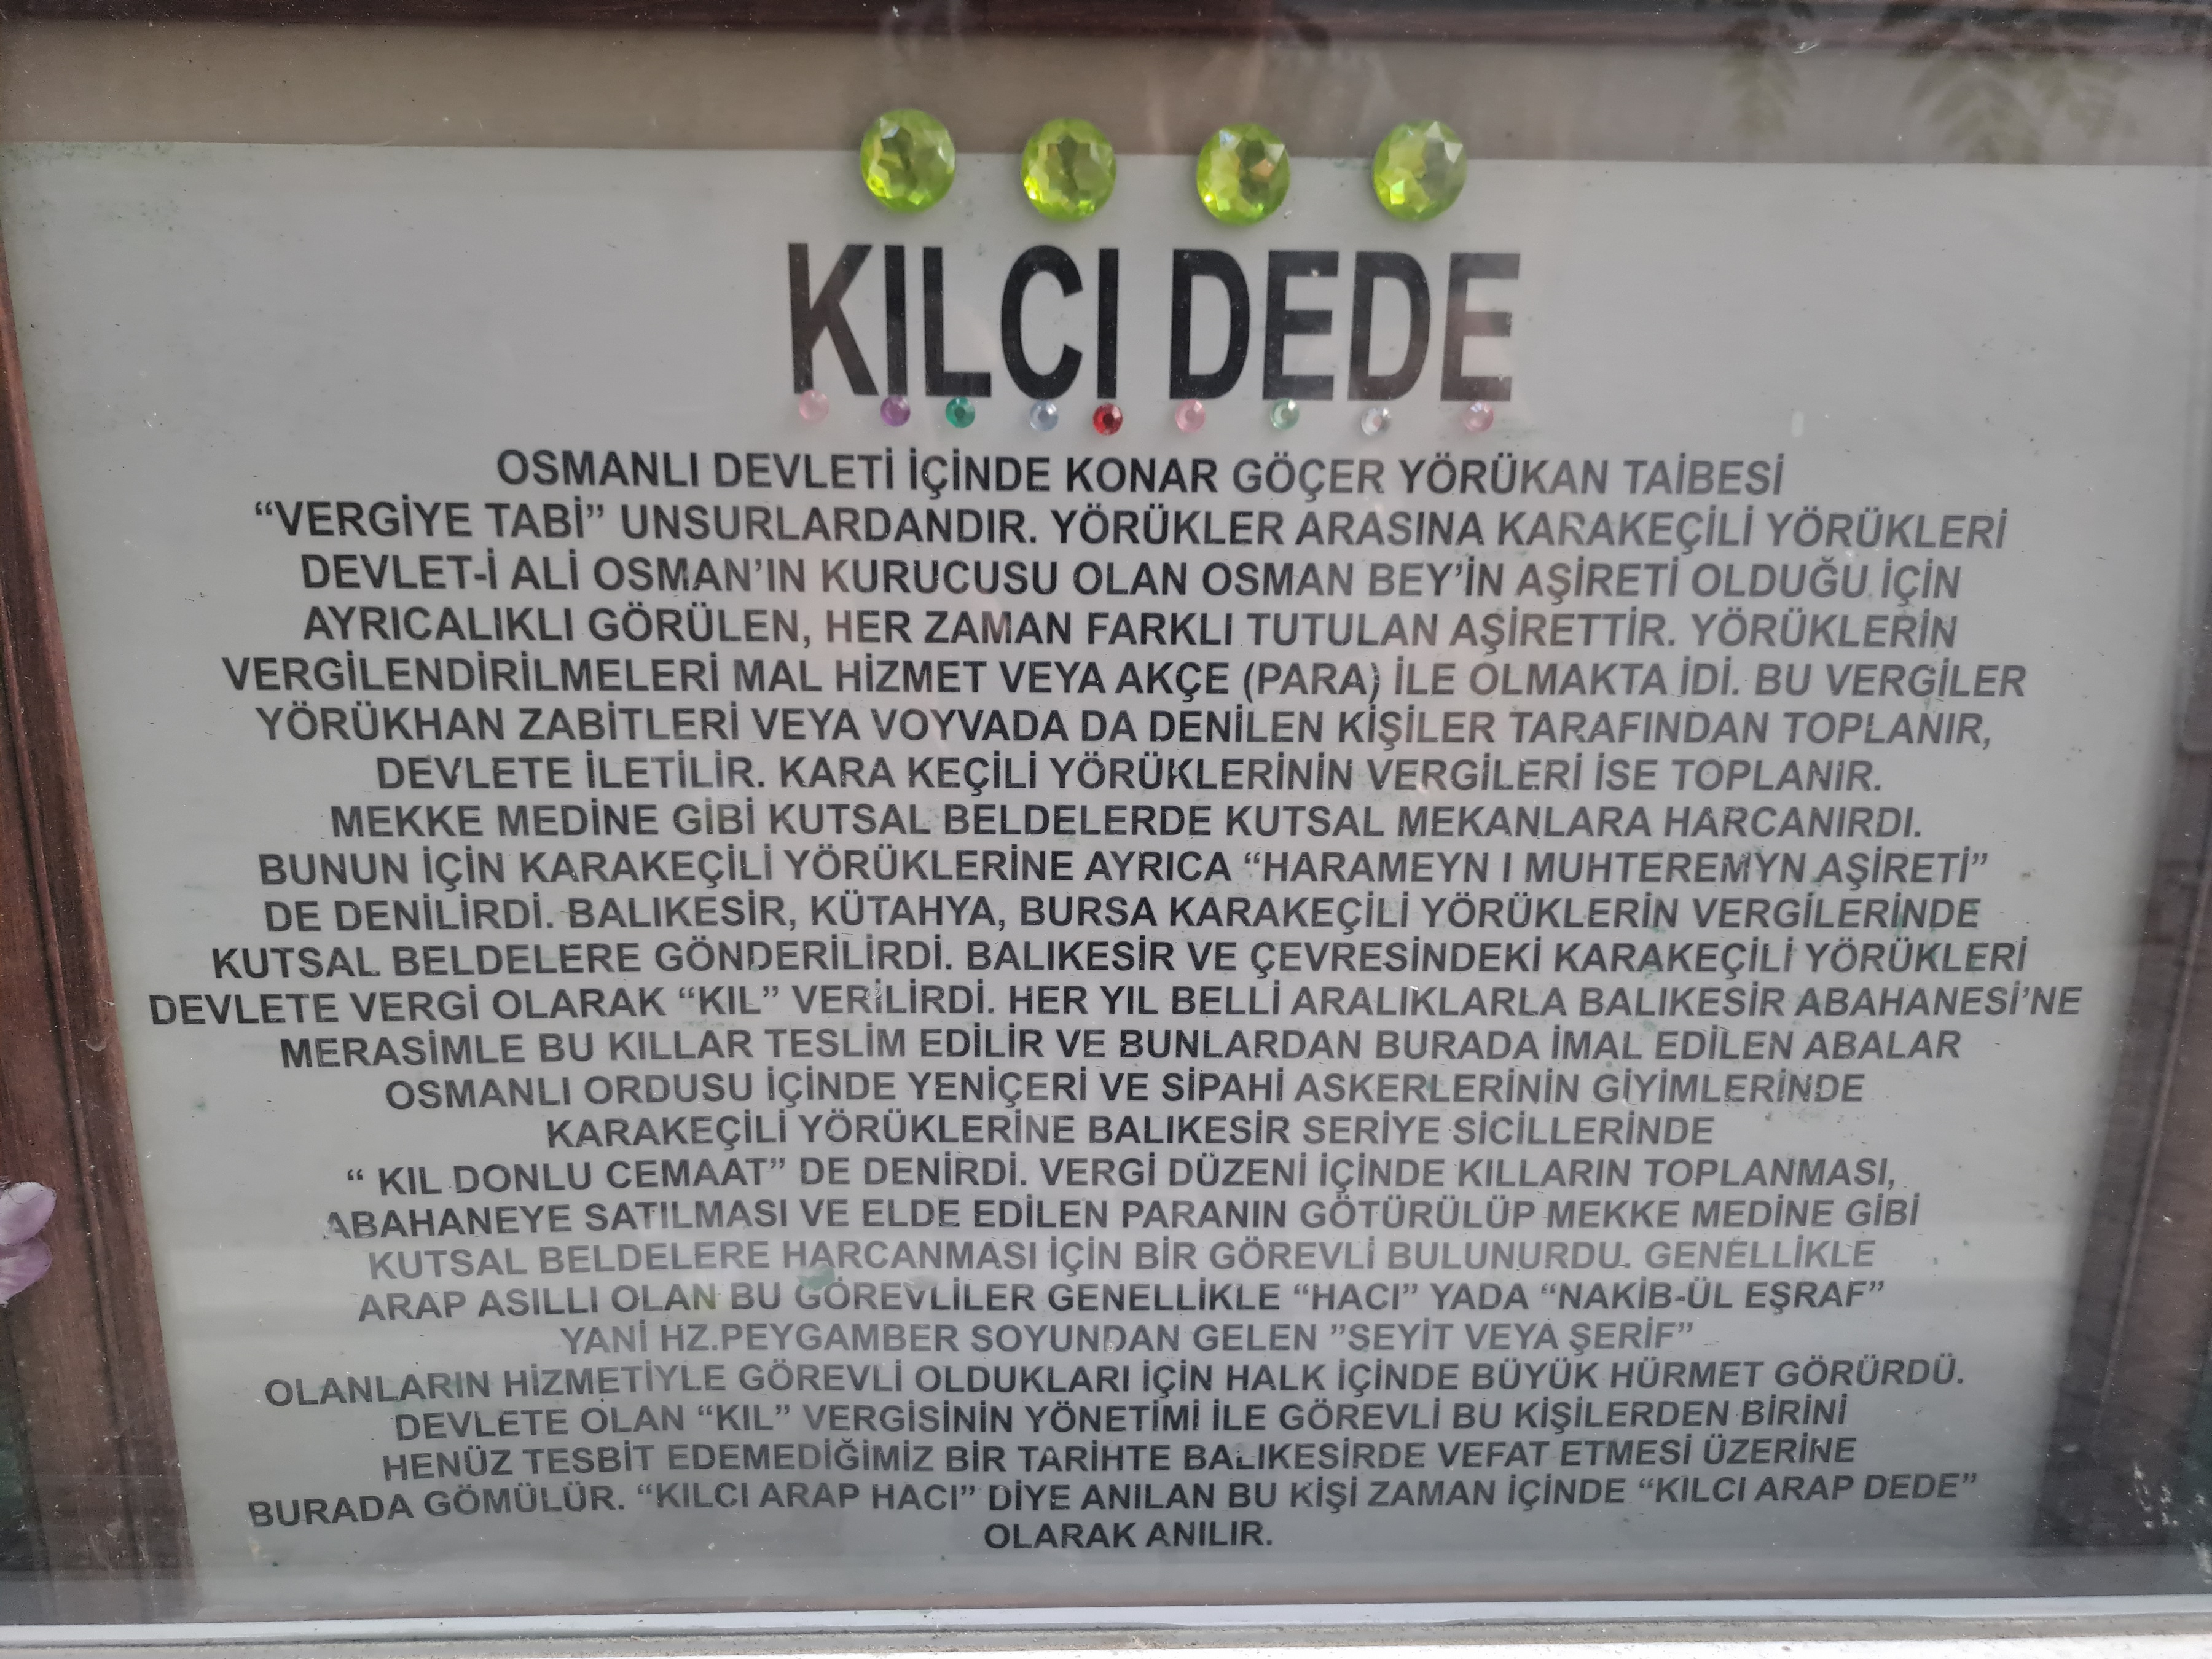 KILCI DEDE
OSMANLI DEVLETİ İÇİNDE KONAR GÖÇER YÖRÜKAN TAİBESİ
“VERGİYE TABİ” UNSURLARDANDIR. YÖRÜKLER ARASINA KARAKEÇİLİ YÖRÜKLERİ
DEVLET-İ ALİ OSMAN’IN KURUCUSU OLAN OSMAN BEY’İN AŞİRETİ OLDUĞU İÇİN
AYRICALIKLI GÖRÜLEN, HER ZAMAN FARKLI TUTULAN AŞİRETTİR. YÖRÜKLERİN
VERGİLENDİRİLMELERİ MAL HİZMET VEYA AKÇE (PARA) İLE OLMAKTA İDİ. BU VERGİLER
YÖRÜKHAN ZABİTLERİ VEYA VOYVADA DA DENİLEN KİŞİLER TARAFINDAN TOPLANIR,
DEVLETE İLETİLİR. KARA KEÇİLİ YÖRÜKLERİNİN VERGİLERİ İSE TOPLANIR.
MEKKE MEDİNE GİBİ KUTSAL BELDELERDE KUTSAL MEKANLARA HARCANIRDI.
BUNUN İÇİN KARAKEÇİLİ YÖRÜKLERİNE AYRICA “HARAMEYN I MUHTEREMYN AŞİRETİ”
DE DENİLİRDİ. BALIKESİR, KÜTAHYA, BURSA KARAKEÇİLİ YÖRÜKLERİN VERGİLERİNDE
KUTSAL BELDELERE GÖNDERİLİRDİ. BALIKESİR VE ÇEVRESİNDEKİ KARAKEÇİLİ YÖRÜKLERİ
DEVLETE VERGİ OLARAK “KIL” VERİLİRDİ. HER YIL BELLİ ARALIKLARLA BALIKESİR ABAHANESİ’NE
MERASİMLE BU KILLAR TESLİM EDİLİR VE BUNLARDAN BURADA İMAL EDİLEN ABALAR
OSMANLI ORDUSU İÇİNDE YENİÇERİ VE SİPAHİ ASKERLERİNİN GİYİMLERİNDE
KARAKEÇİLİ YÖRÜKLERİNE BALIKESİR SERİYE SİCİLLERİNDE
“ KIL DONLU CEMAAT” DE DENİRDİ. VERGİ DÜZENİ İÇİNDE KILLARIN TOPLANMASI,
ABAHANEYE SATILMASI VE ELDE EDİLEN PARANIN GÖTÜRÜLÜP MEKKE MEDİNE GİBİ
KUTSAL BELDELERE HARCANMASI İÇİN BİR GÖREVLİ BULUNURDU. GENELLİKLE
ARAP ASILLI OLAN BU GÖREVLİLER GENELLİKLE “HACI” YADA “NAKİB-ÜL EŞRAF”
YANİ HZ.PEYGAMBER SOYUNDAN GELEN ”SEYİT VEYA ŞERİF”
OLANLARIN HİZMETİYLE GÖREVLİ OLDUKLARI İÇİN HALK İÇİNDE BÜYÜK HÜRMET GÖRÜRDÜ.
DEVLETE OLAN “KIL” VERGİSİNİN YÖNETİMİ İLE GÖREVLİ BU KİŞİLERDEN BİRİNİ
HENÜZ TESBİT EDEMEDİĞİMİZ BİR TARİHTE BALIKESİRDE VEFAT ETMESİ ÜZERİNE
BURADA GÖMÜLÜR. “KILCI ARAP HACI” DİYE ANILAN BU KİŞİ ZAMAN İÇİNDE “KILCI ARAP DEDE”
OLARAK ANILIR.